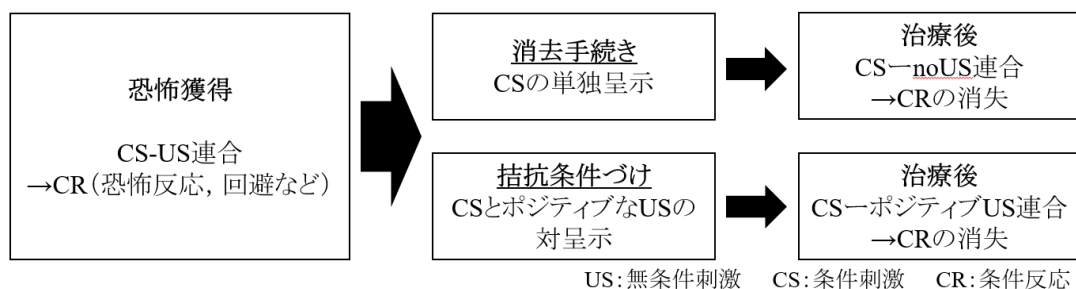 恐怖獲得
CS-US連合
→CR（恐怖反応, 回避など）
消去手続き
CSの単独呈示
治療後
CSーnoUS連合
→CRの消失
拮抗条件づけ
CSとポジティブなUSの
対呈示
治療後
CSーポジティブUS連合
→CRの消失
US：無条件刺激　CS：条件刺激　CR：条件反応